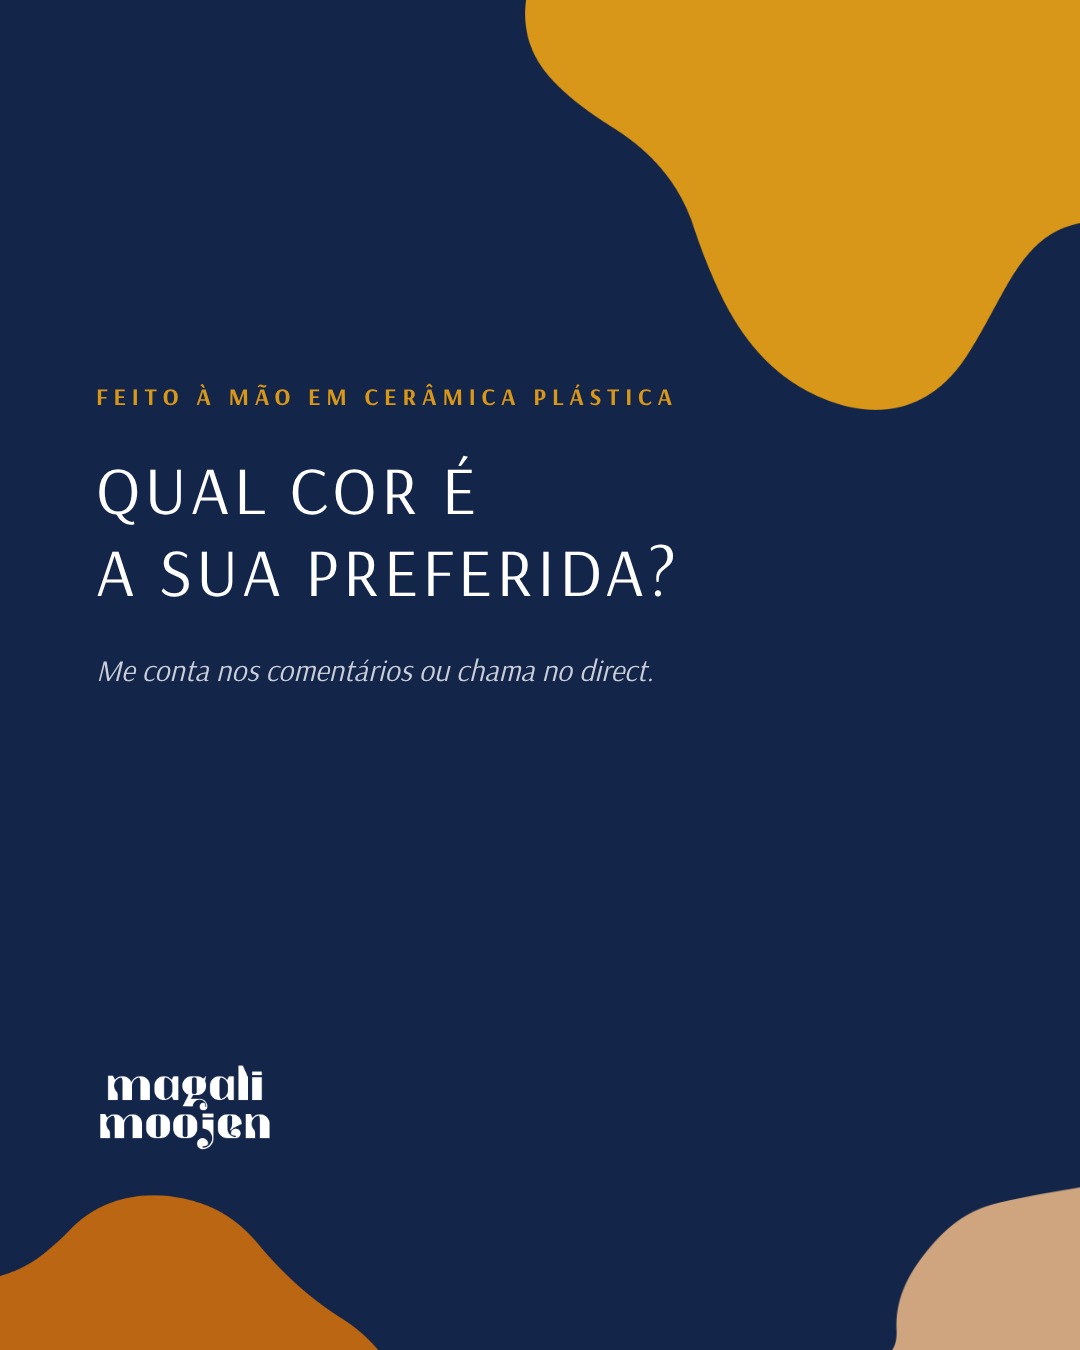 FEITO À MÃO EM CERÂMICA PLÁSTICA
QUAL COR É
A SUA PREFERIDA?
Me conta nos comentários ou chama no direct.
magali
moojen